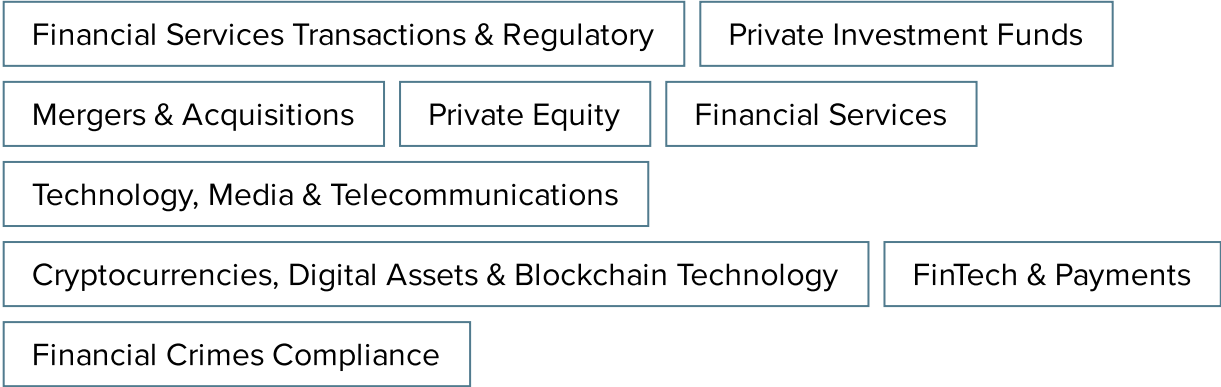 Financial Services Transactions & Regulatory Private Investment Funds
Mergers & Acquisitions Private Equity Financial Services
Technology, Media & Telecommunications
Cryptocurrencies, Digital Assets & Blockchain Technology FinTech & Payments
Financial Crimes Compliance